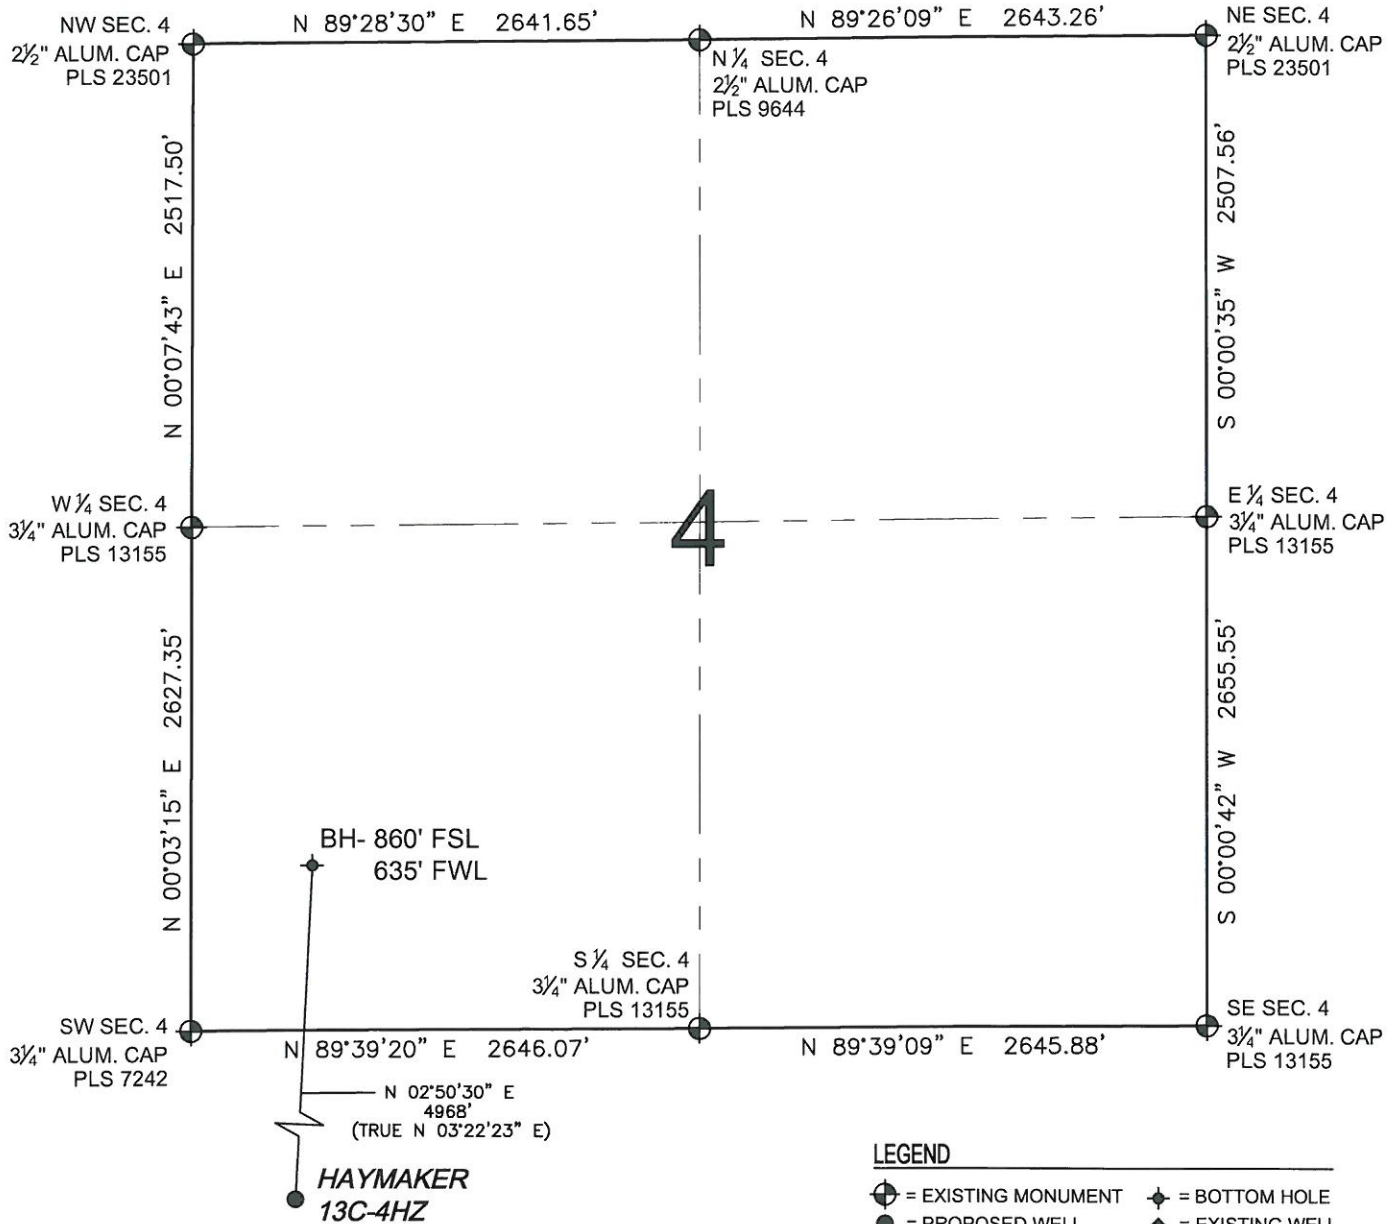 N 89°28'30" E 2641.65'
N 89°26'09" E 2643.26'
NW SEC. 4
2½" ALUM. CAP
PLS 23501
N ¼ SEC. 4
2½" ALUM. CAP
PLS 9644
NE SEC. 4
2½" ALUM. CAP
PLS 23501
N 00°07'43" E 2517.50'
S 00°00'35" W 2507.56'
W ¼ SEC. 4
3¼" ALUM. CAP
PLS 13155
4
E ¼ SEC. 4
3¼" ALUM. CAP
PLS 13155
N 00°03'15" E 2627.35'
S 00°00'42" W 2655.55'
BH- 860' FSL
635' FWL
S ¼ SEC. 4
3¼" ALUM. CAP
PLS 13155
SW SEC. 4
3¼" ALUM. CAP
PLS 7242
N 89°39'20" E 2646.07'
N 89°39'09" E 2645.88'
SE SEC. 4
3¼" ALUM. CAP
PLS 13155
N 02°50'30" E
4968'
(TRUE N 03°22'23" E)
HAYMAKER
13C-4HZ
LEGEND
= EXISTING MONUMENT
= BOTTOM HOLE
= PROPOSED WELL
= EXISTING WELL